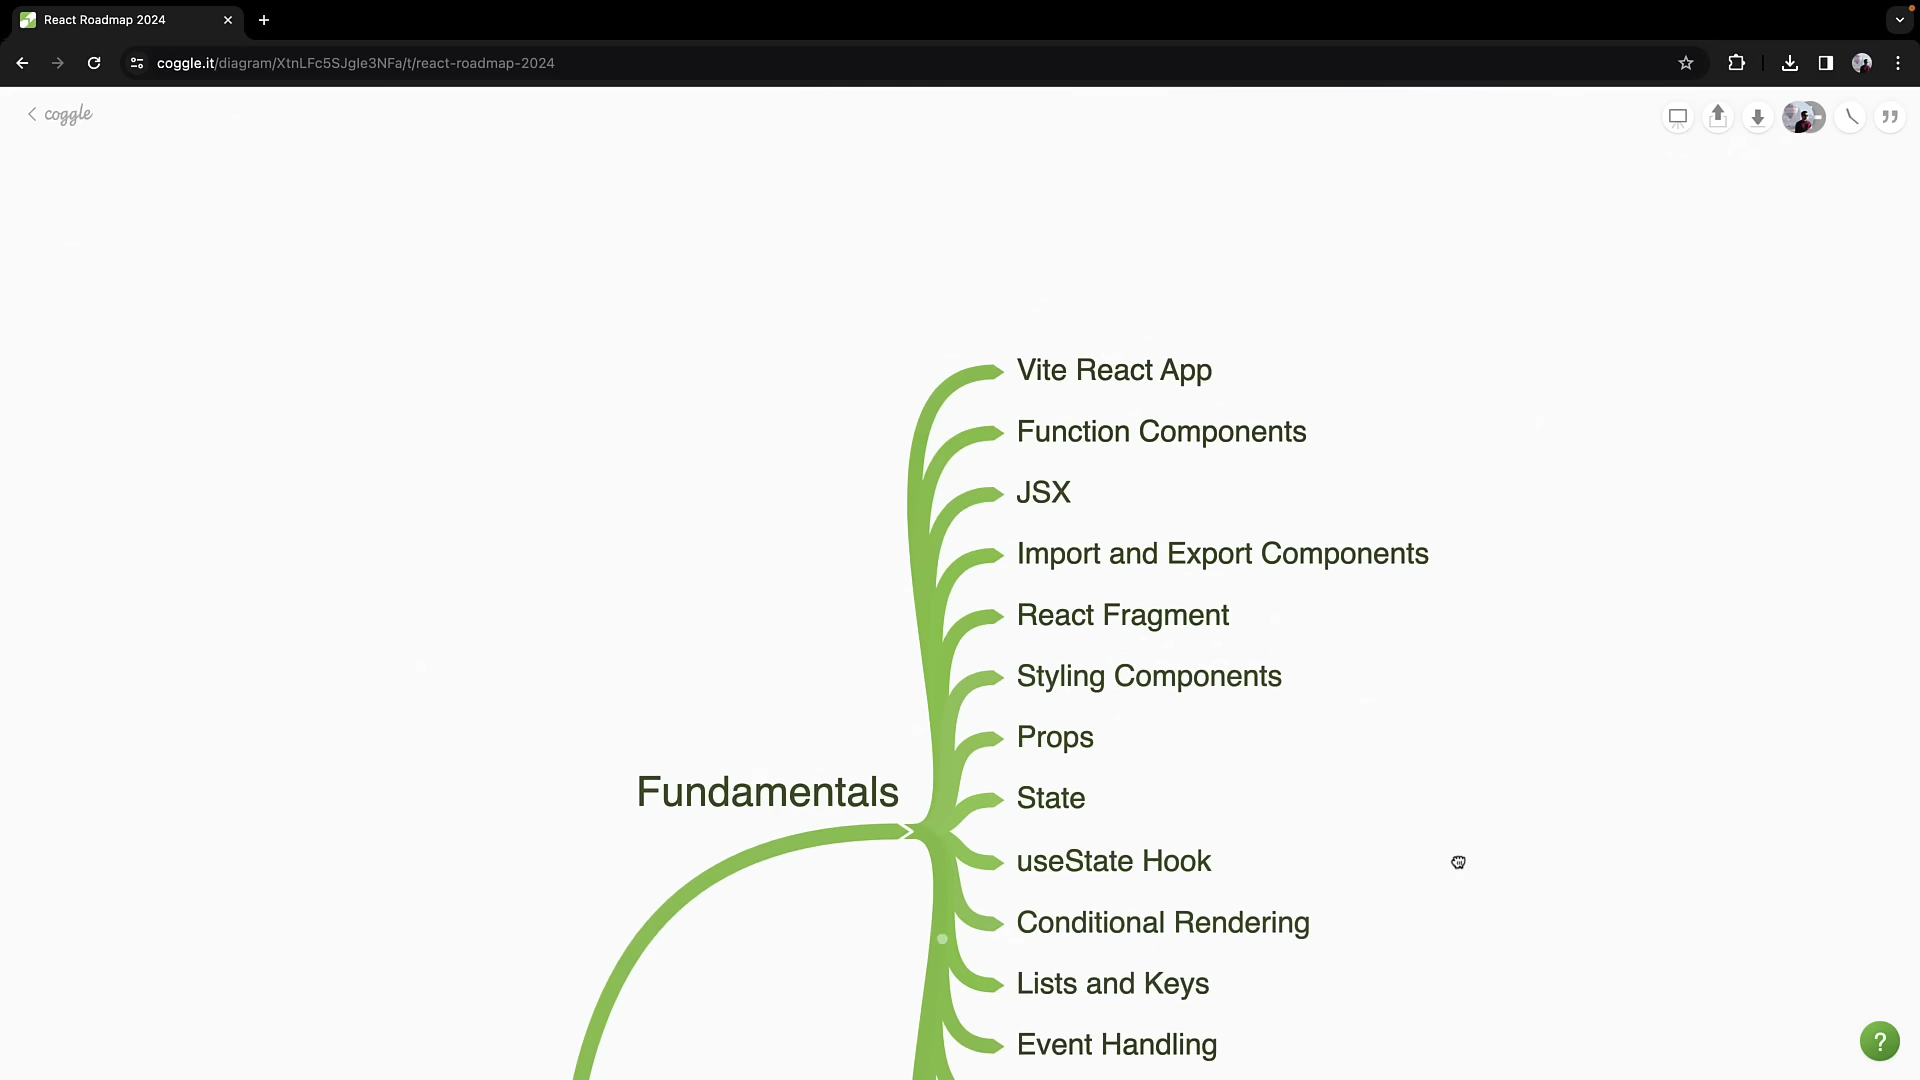 React Roadmap 2024
coggle.it/diagram/XtnLFc5SJgle3NFa/t/react-roadmap-2024
coggle
Vite React App
Function Components
JSX
Import and Export Components
React Fragment
Styling Components
Props
Fundamentals
State
useState Hook
Conditional Rendering
Lists and Keys
Event Handling
?